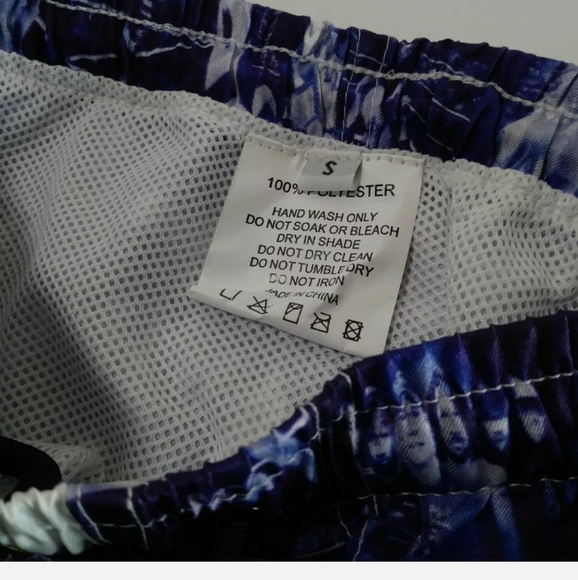 S
100% POLYESTER
HAND WASH ONLY
DO NOT SOAK OR BLEACH
DRY IN SHADE
DO NOT DRY CLEAN
DO NOT TUMBLE DRY
DO NOT IRON
MADE IN CHINA